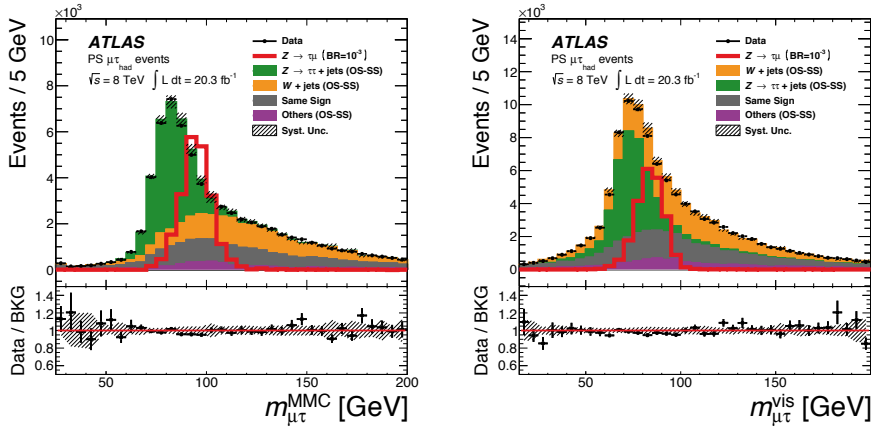 ×10³
10
8
6
4
2
0
Events / 5 GeV
ATLAS
PS μτhad events
√s = 8 TeV ∫ L dt = 20.3 fb⁻¹
Data
Z → τμ (BR=10⁻³)
Z → ττ + jets (OS-SS)
W + jets (OS-SS)
Same Sign
Others (OS-SS)
Syst. Unc.
Data / BKG
1.4
1.2
1
0.8
0.6
50 100 150 200
m^MMC_μτ [GeV]
×10³
16
14
12
10
8
6
4
2
0
Events / 5 GeV
ATLAS
PS μτhad events
√s = 8 TeV ∫ L dt = 20.3 fb⁻¹
Data
Z → τμ (BR=10⁻³)
W + jets (OS-SS)
Z → ττ + jets (OS-SS)
Same Sign
Others (OS-SS)
Syst. Unc.
Data / BKG
1.4
1.2
1
0.8
0.6
50 100 150
m^vis_μτ [GeV]